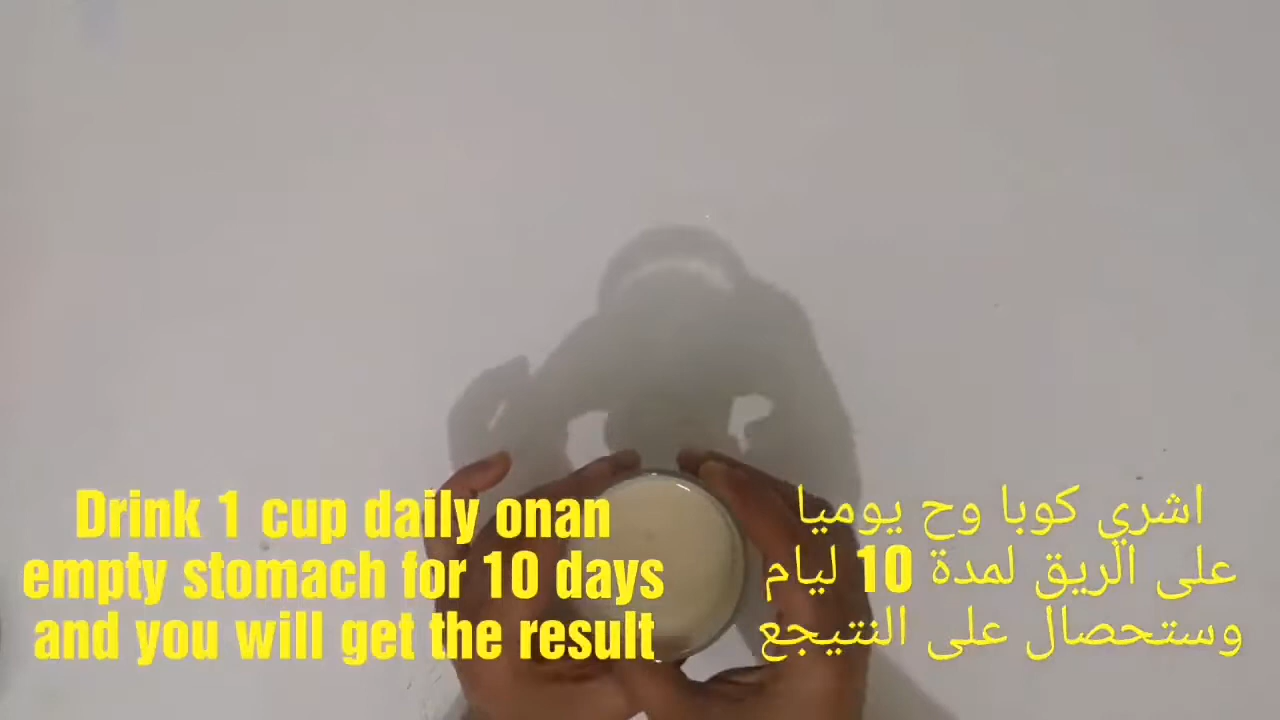 Drink 1 cup daily onan
empty stomach for 10 days
and you will get the result
اشري كوبا وح يوميا
على الريق لمدة 10 ليام
وستحصال على النتيجع